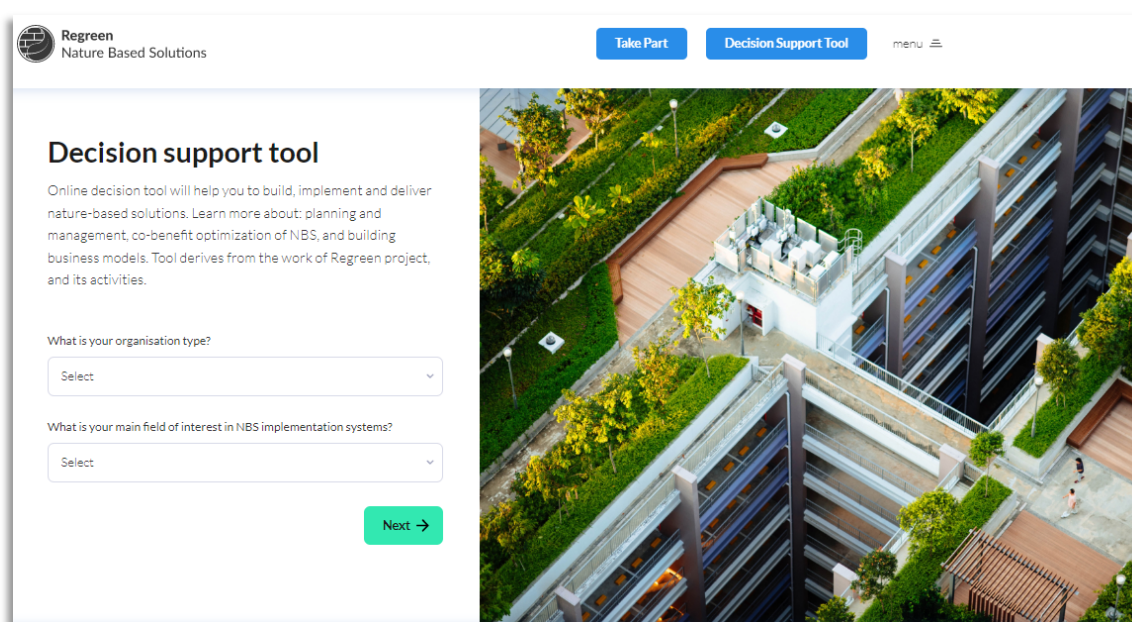 Regreen
Nature Based Solutions
Take Part
Decision Support Tool
menu
Decision support tool
Online decision tool will help you to build, implement and deliver
nature-based solutions. Learn more about: planning and
management, co-benefit optimization of NBS, and building
business models. Tool derives from the work of Regreen project,
and its activities.
What is your organisation type?
Select
What is your main field of interest in NBS implementation systems?
Select
Next →